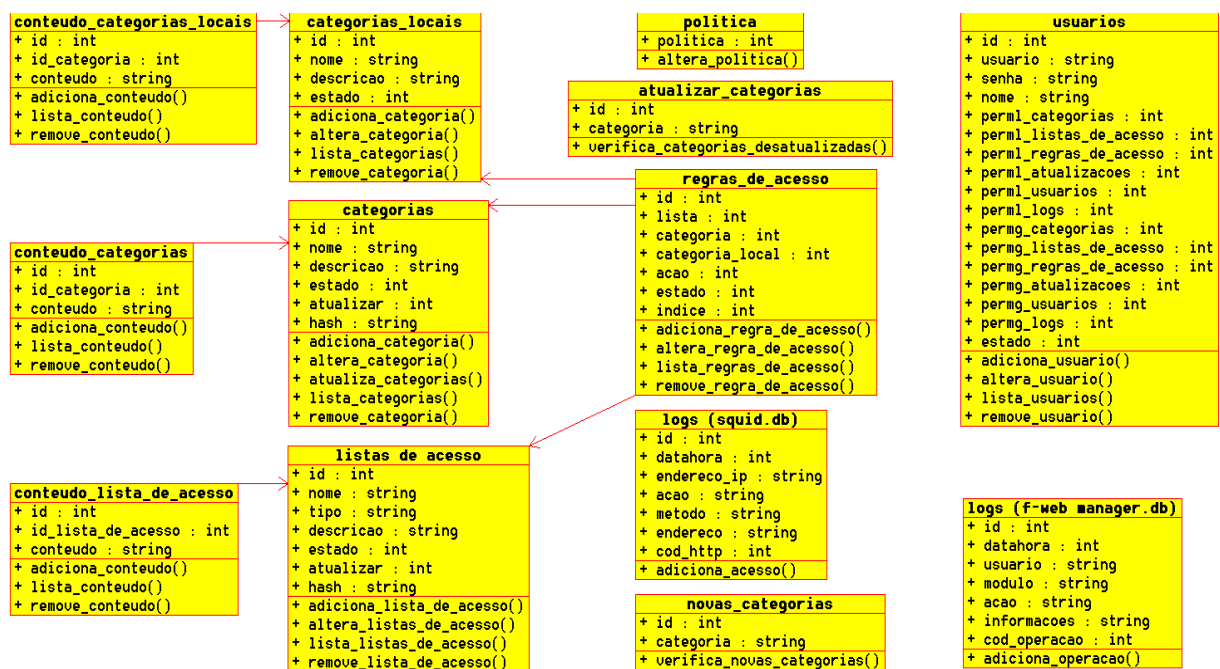 conteudo_categorias_locais
+ id : int
+ id_categoria : int
+ conteudo : string
+ adiciona_conteudo()
+ lista_conteudo()
+ remove_conteudo()
categorias_locais
+ id : int
+ nome : string
+ descricao : string
+ estado : int
+ adiciona_categoria()
+ altera_categoria()
+ lista_categorias()
+ remove_categoria()
politica
+ politica : int
+ altera_politica()
atualizar_categorias
+ id : int
+ categoria : string
+ verifica_categorias_desatualizadas()
usuarios
+ id : int
+ usuario : string
+ senha : string
+ nome : string
+ perml_categorias : int
+ perml_listas_de_acesso : int
+ perml_regras_de_acesso : int
+ perml_atualizacoes : int
+ perml_usuarios : int
+ perml_logs : int
+ permg_categorias : int
+ permg_listas_de_acesso : int
+ permg_regras_de_acesso : int
+ permg_atualizacoes : int
+ permg_usuarios : int
+ permg_logs : int
+ estado : int
+ adiciona_usuario()
+ altera_usuario()
+ lista_usuarios()
+ remove_usuario()
conteudo_categorias
+ id : int
+ id_categoria : int
+ conteudo : string
+ adiciona_conteudo()
+ lista_conteudo()
+ remove_conteudo()
categorias
+ id : int
+ nome : string
+ descricao : string
+ estado : int
+ atualizar : int
+ hash : string
+ adiciona_categoria()
+ altera_categoria()
+ atualiza_categorias()
+ lista_categorias()
+ remove_categoria()
regras_de_acesso
+ id : int
+ lista : int
+ categoria : int
+ categoria_local : int
+ acao : int
+ estado : int
+ indice : int
+ adiciona_regra_de_acesso()
+ altera_regra_de_acesso()
+ lista_regras_de_acesso()
+ remove_regra_de_acesso()
conteudo_lista_de_acesso
+ id : int
+ id_lista_de_acesso : int
+ conteudo : string
+ adiciona_conteudo()
+ lista_conteudo()
+ remove_conteudo()
listas de acesso
+ id : int
+ nome : string
+ tipo : string
+ descricao : string
+ estado : int
+ atualizar : int
+ hash : string
+ adiciona_lista_de_acesso()
+ altera_listas_de_acesso()
+ lista_listas_de_acesso()
+ remove_lista_de_acesso()
logs (squid.db)
+ id : int
+ datahora : int
+ endereco_ip : string
+ acao : string
+ metodo : string
+ endereco : string
+ cod_http : int
+ adiciona_acesso()
novas_categorias
+ id : int
+ categoria : string
+ verifica_novas_categorias()
logs (f-web manager.db)
+ id : int
+ datahora : int
+ usuario : string
+ modulo : string
+ acao : string
+ informacoes : string
+ cod_operacao : int
+ adiciona_operacao()